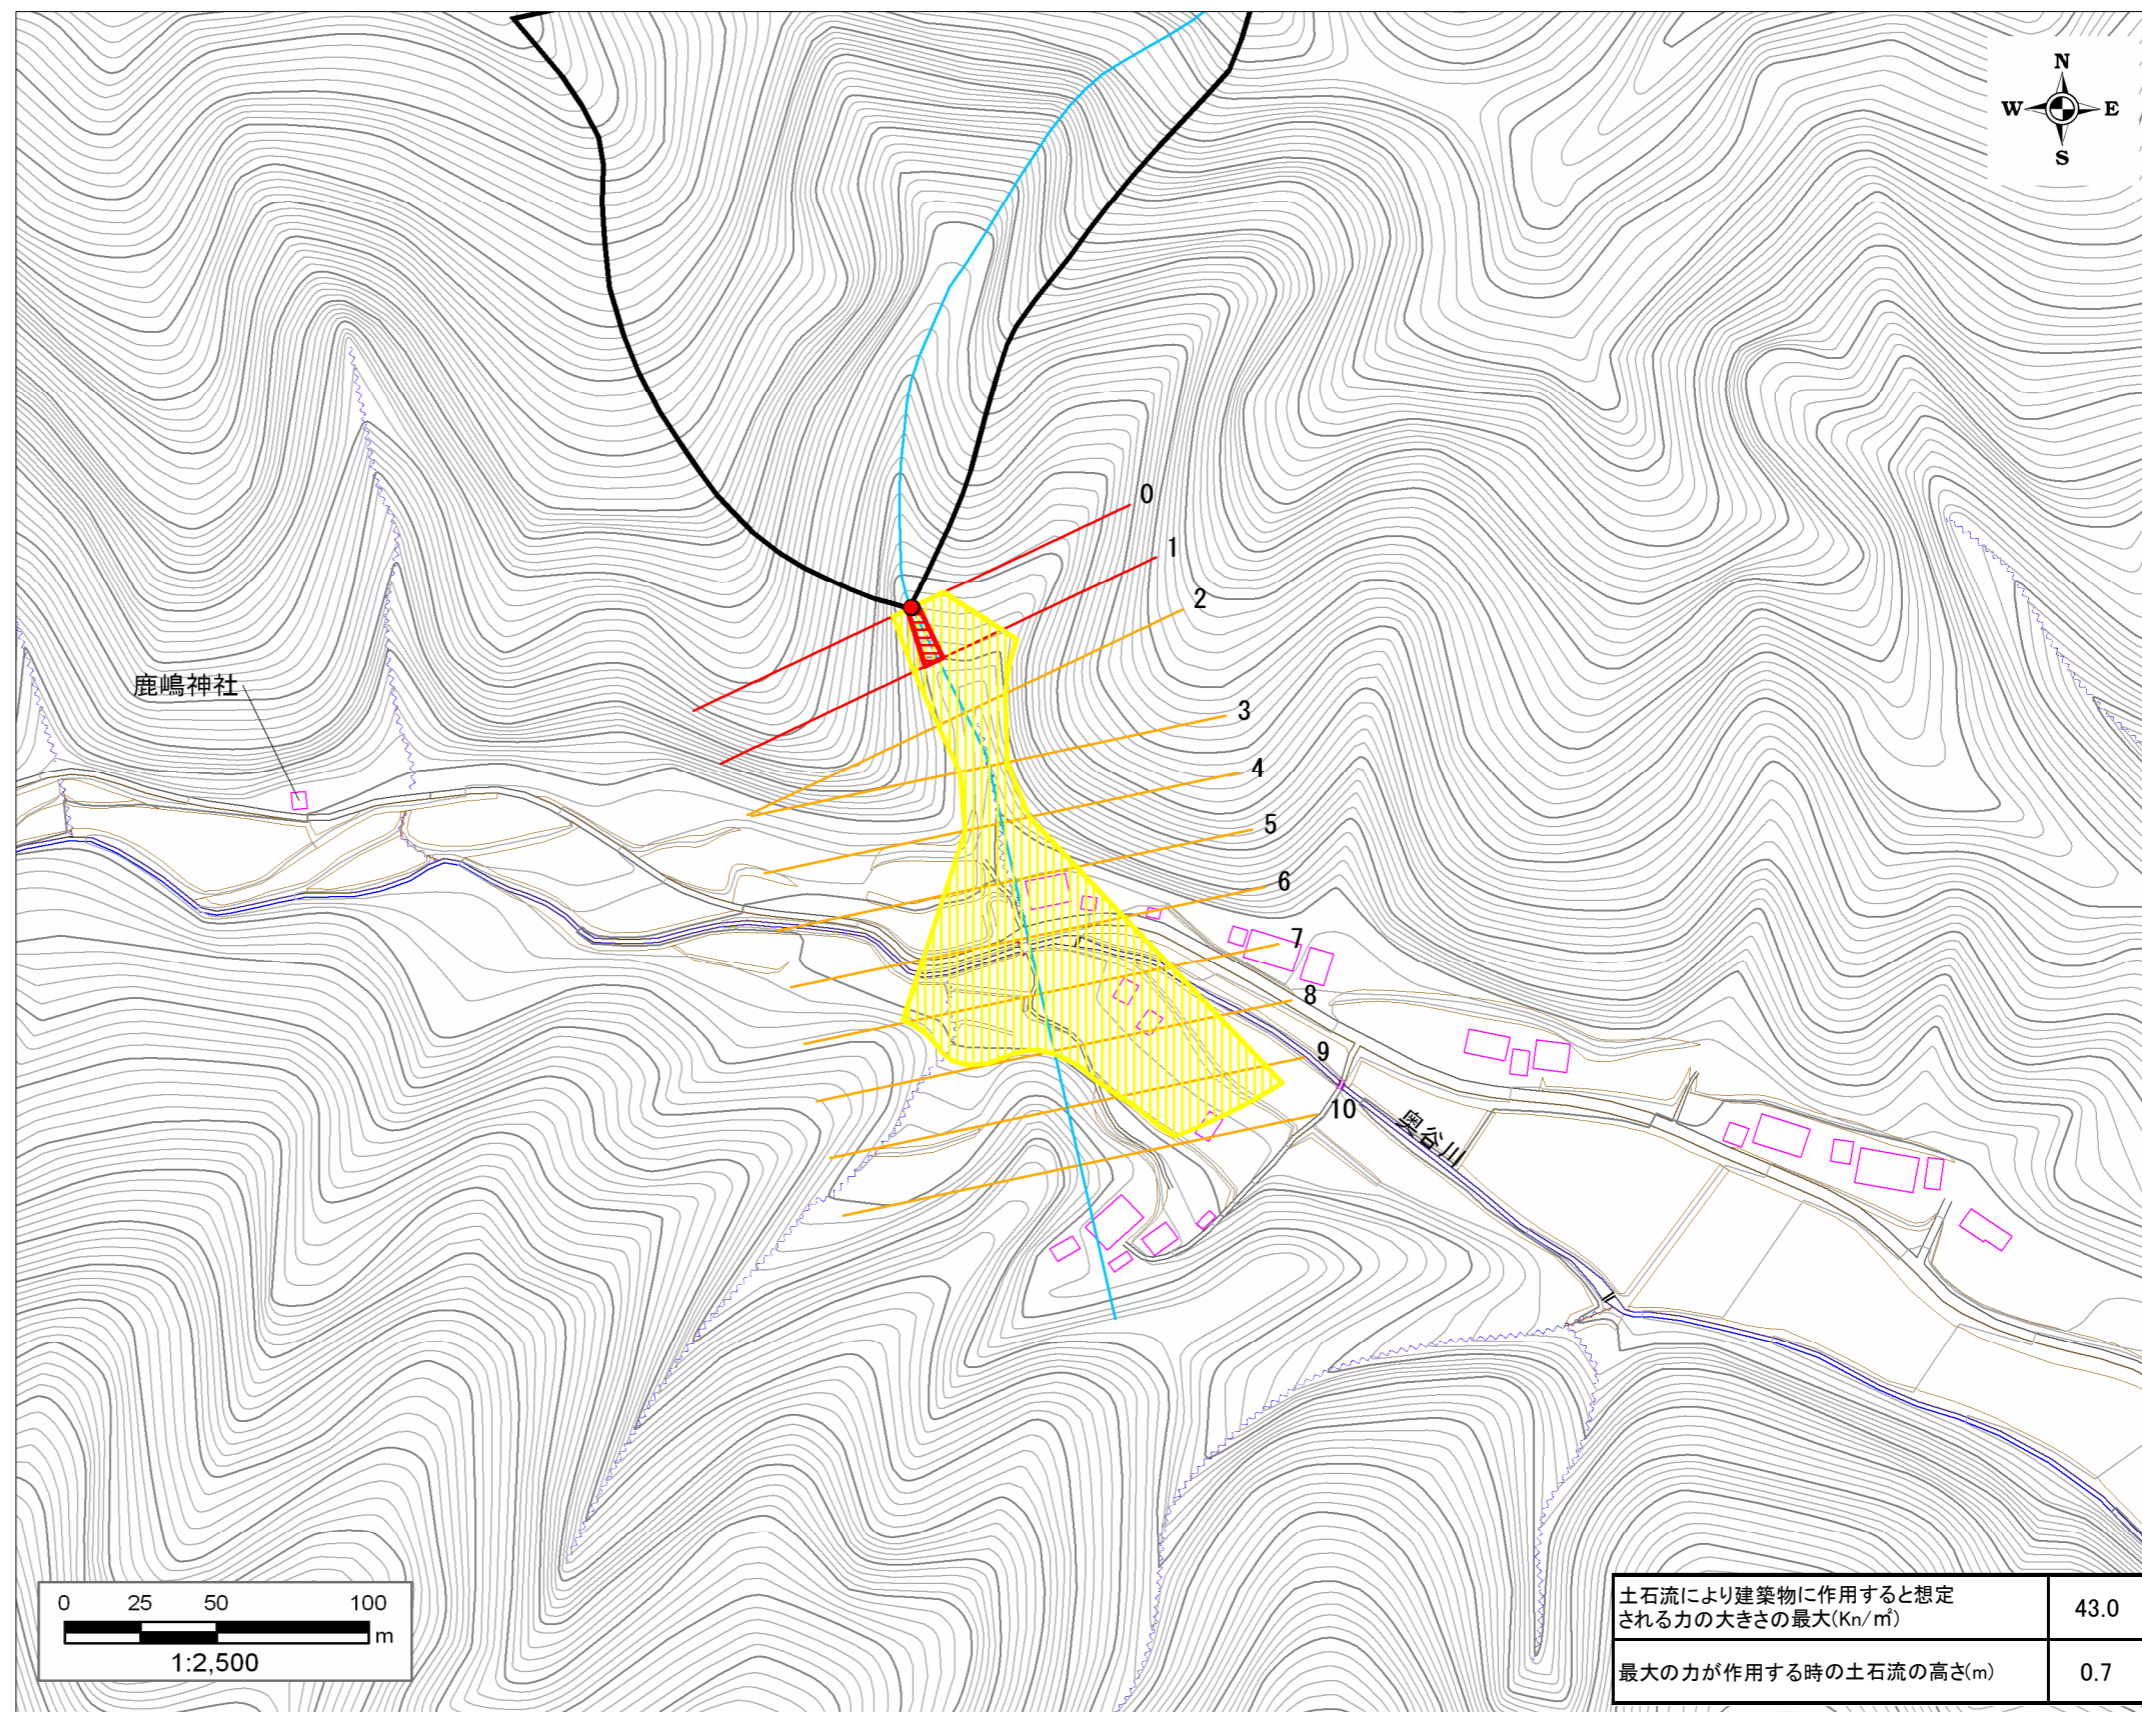 N
W E
S
0
1
2
3
4
5
6
7
8
9
10
鹿嶋神社
奥谷川
0 25 50 100
m
1:2,500
土石流により建築物に作用すると想定
される力の大きさの最大(Kn/㎡)
43.0
最大の力が作用する時の土石流の高さ(m)
0.7